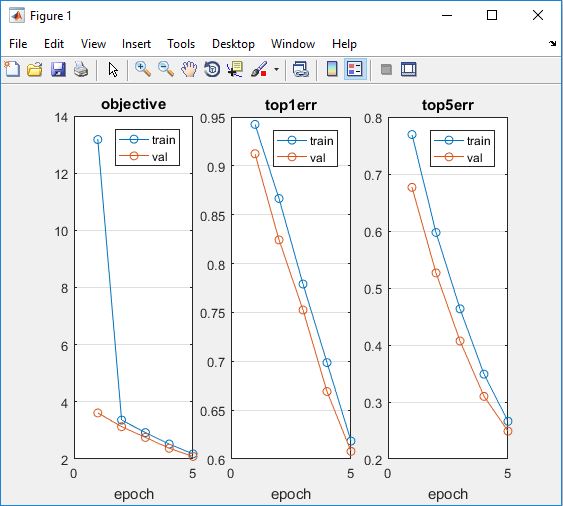 Figure 1
File Edit View Insert Tools Desktop Window Help
objective
14
12
10
8
6
4
2
0
5
epoch
train
val
top1err
0.95
0.9
0.85
0.8
0.75
0.7
0.65
0.6
0
5
epoch
train
val
top5err
0.8
0.7
0.6
0.5
0.4
0.3
0.2
0
5
epoch
train
val